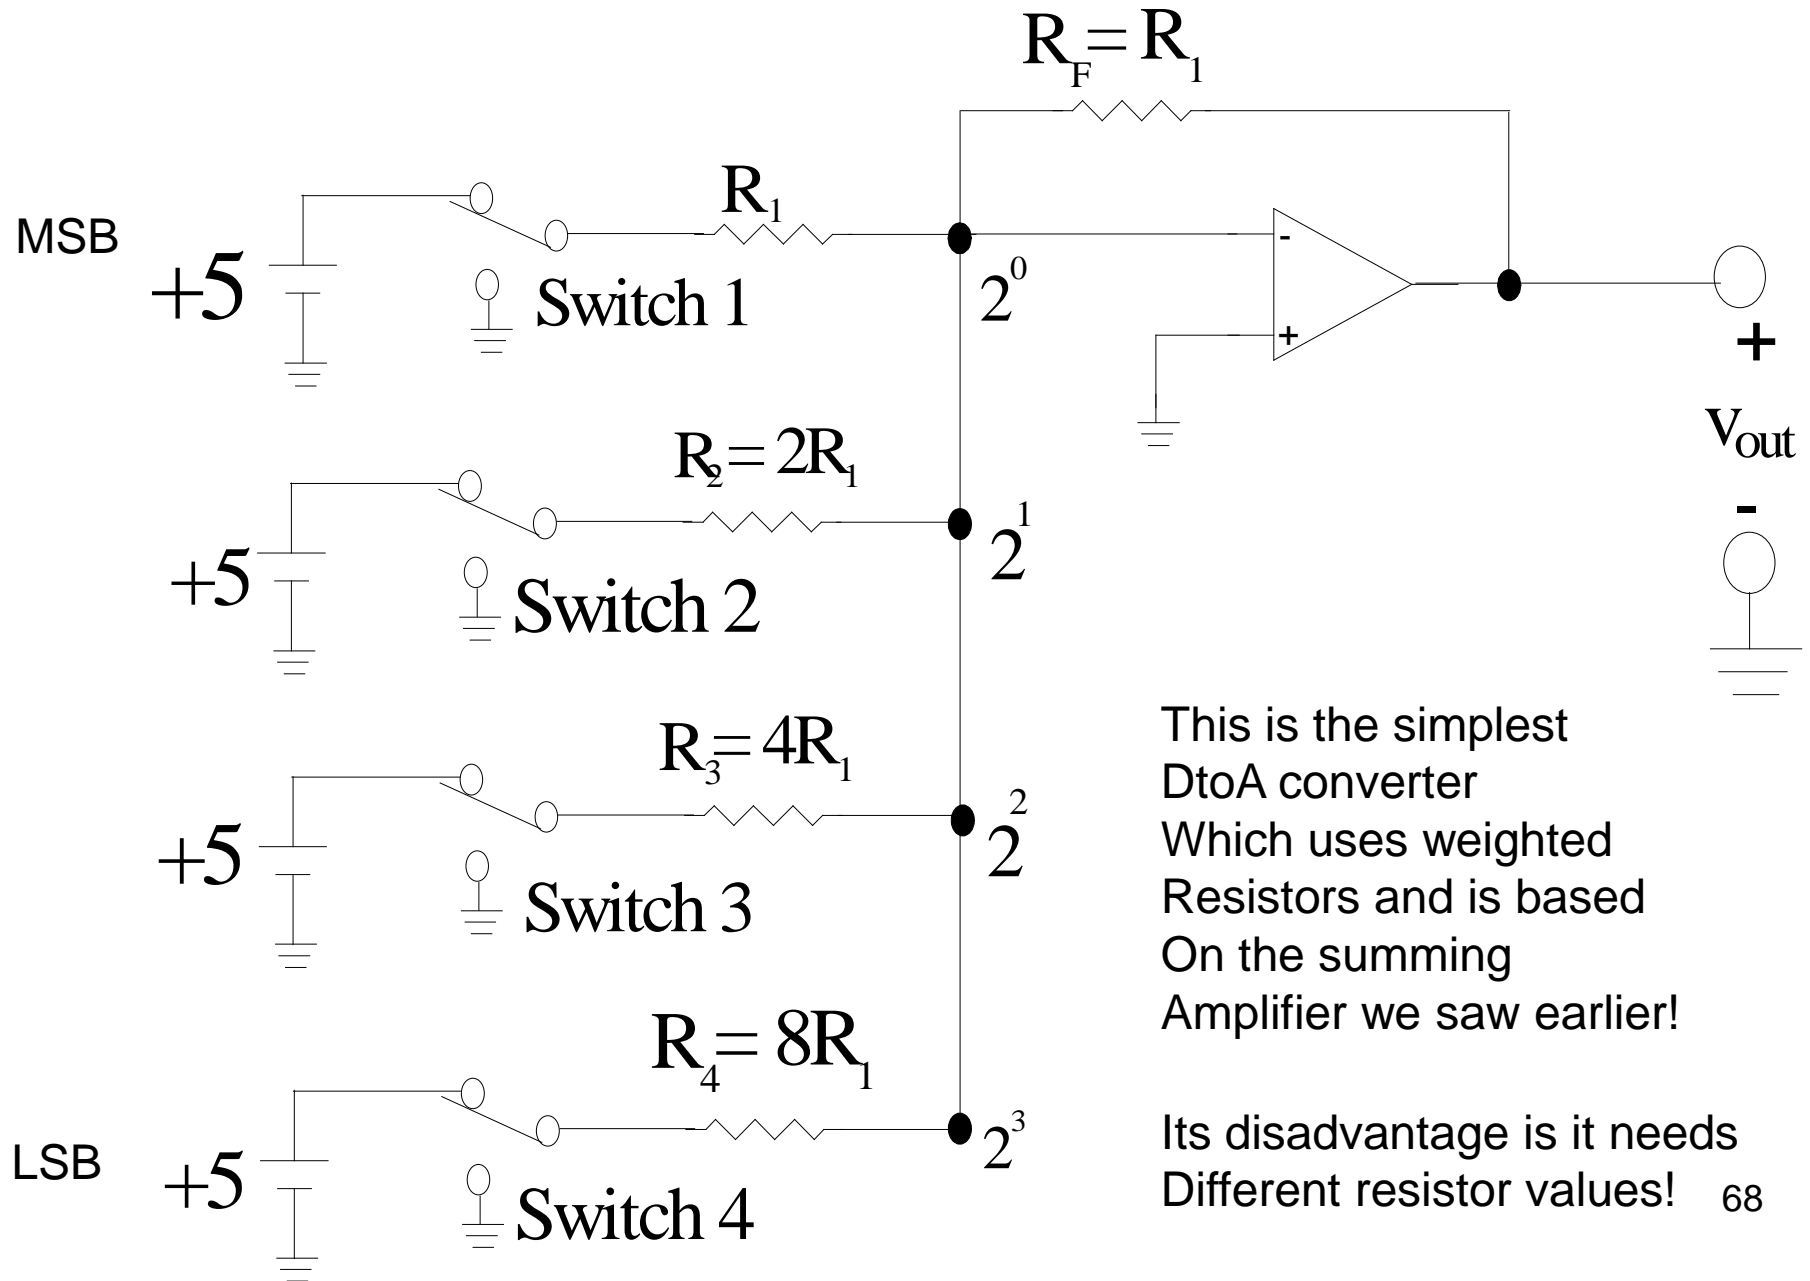 R_F = R_1
MSB
+5
R_1
Switch 1
2^0
-
+
+
v_out
-
R_2 = 2R_1
+5
Switch 2
2^1
R_3 = 4R_1
+5
Switch 3
2^2
R_4 = 8R_1
LSB
+5
Switch 4
2^3
This is the simplest
DtoA converter
Which uses weighted
Resistors and is based
On the summing
Amplifier we saw earlier!
Its disadvantage is it needs
Different resistor values!
68